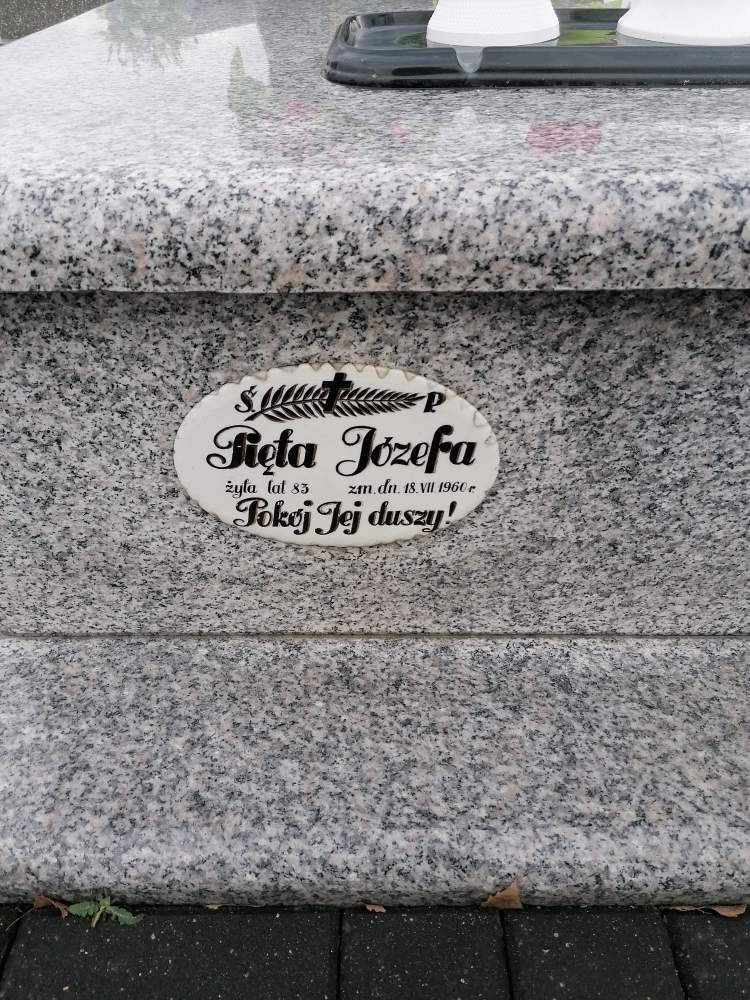 Ś. P.
Pięta Józefa
żyła lat 83 zm. dn. 18.VII 1960 r.
Pokój Jej duszy!